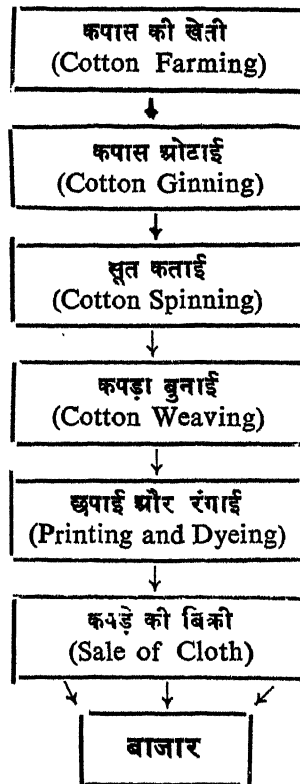 कपास की खेती
(Cotton Farming)
कपास ओटाई
(Cotton Ginning)
सूत कताई
(Cotton Spinning)
कपड़ा बुनाई
(Cotton Weaving)
छपाई और रंगाई
(Printing and Dyeing)
कपड़े की बिक्री
(Sale of Cloth)
बाजार